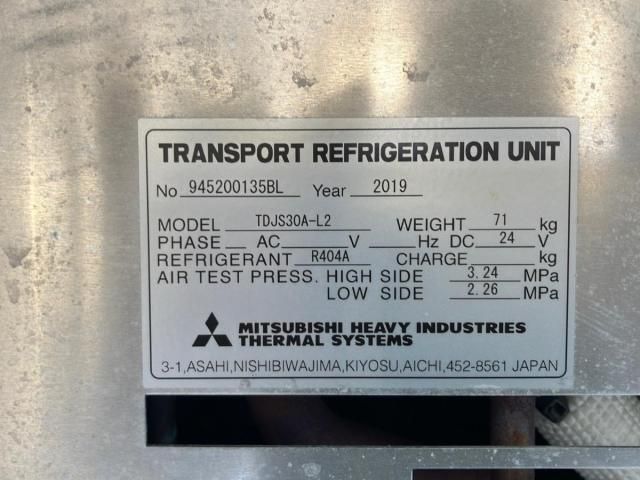 TRANSPORT REFRIGERATION UNIT
No 945200135BL Year 2019
MODEL TDJS30A-L2 WEIGHT 71 kg
PHASE AC V Hz DC 24 V
REFRIGERANT R404A CHARGE kg
AIR TEST PRESS. HIGH SIDE 3.24 MPa
LOW SIDE 2.26 MPa
MITSUBISHI HEAVY INDUSTRIES
THERMAL SYSTEMS
3-1,ASAHI,NISHIBIWAJIMA,KIYOSU,AICHI,452-8561 JAPAN